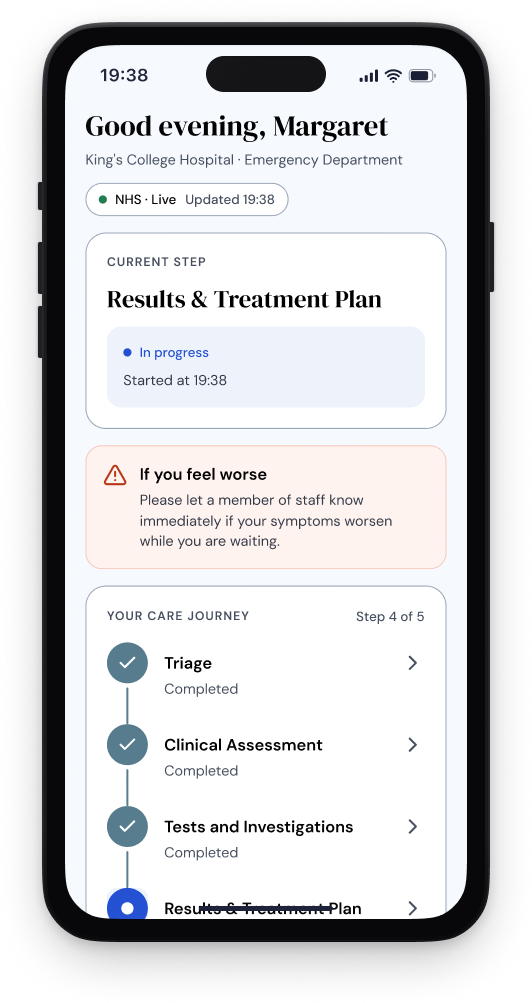 19:38
Good evening, Margaret
King's College Hospital · Emergency Department
NHS · Live Updated 19:38
CURRENT STEP
Results & Treatment Plan
In progress
Started at 19:38
If you feel worse
Please let a member of staff know
immediately if your symptoms worsen
while you are waiting.
YOUR CARE JOURNEY Step 4 of 5
Triage
Completed
Clinical Assessment
Completed
Tests and Investigations
Completed
Results & Treatment Plan